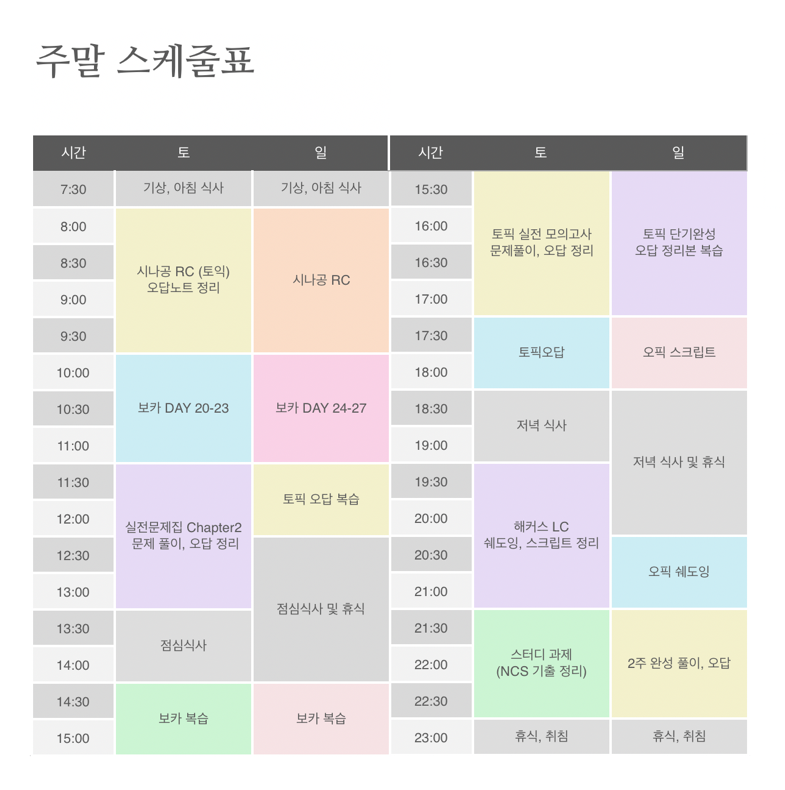 주말 스케줄표
시간 토 일 시간 토 일
7:30 기상, 아침 식사 기상, 아침 식사
8:00
8:30
9:00
9:30
시나공 RC (토익)
오답노트 정리
시나공 RC
10:00
10:30
11:00
보카 DAY 20-23
보카 DAY 24-27
11:30
12:00
12:30
13:00
실전문제집 Chapter2
문제 풀이, 오답 정리
토픽 오답 복습
점심식사 및 휴식
13:30
14:00
점심식사
14:30
15:00
보카 복습
보카 복습
15:30
16:00
16:30
17:00
토픽 실전 모의고사
문제풀이, 오답 정리
토픽 단기완성
오답 정리본 복습
17:30
18:00
토픽오답
오픽 스크립트
18:30
19:00
저녁 식사
저녁 식사 및 휴식
19:30
20:00
20:30
21:00
해커스 LC
쉐도잉, 스크립트 정리
오픽 쉐도잉
21:30
22:00
22:30
스터디 과제
(NCS 기출 정리)
2주 완성 풀이, 오답
23:00 휴식, 취침 휴식, 취침